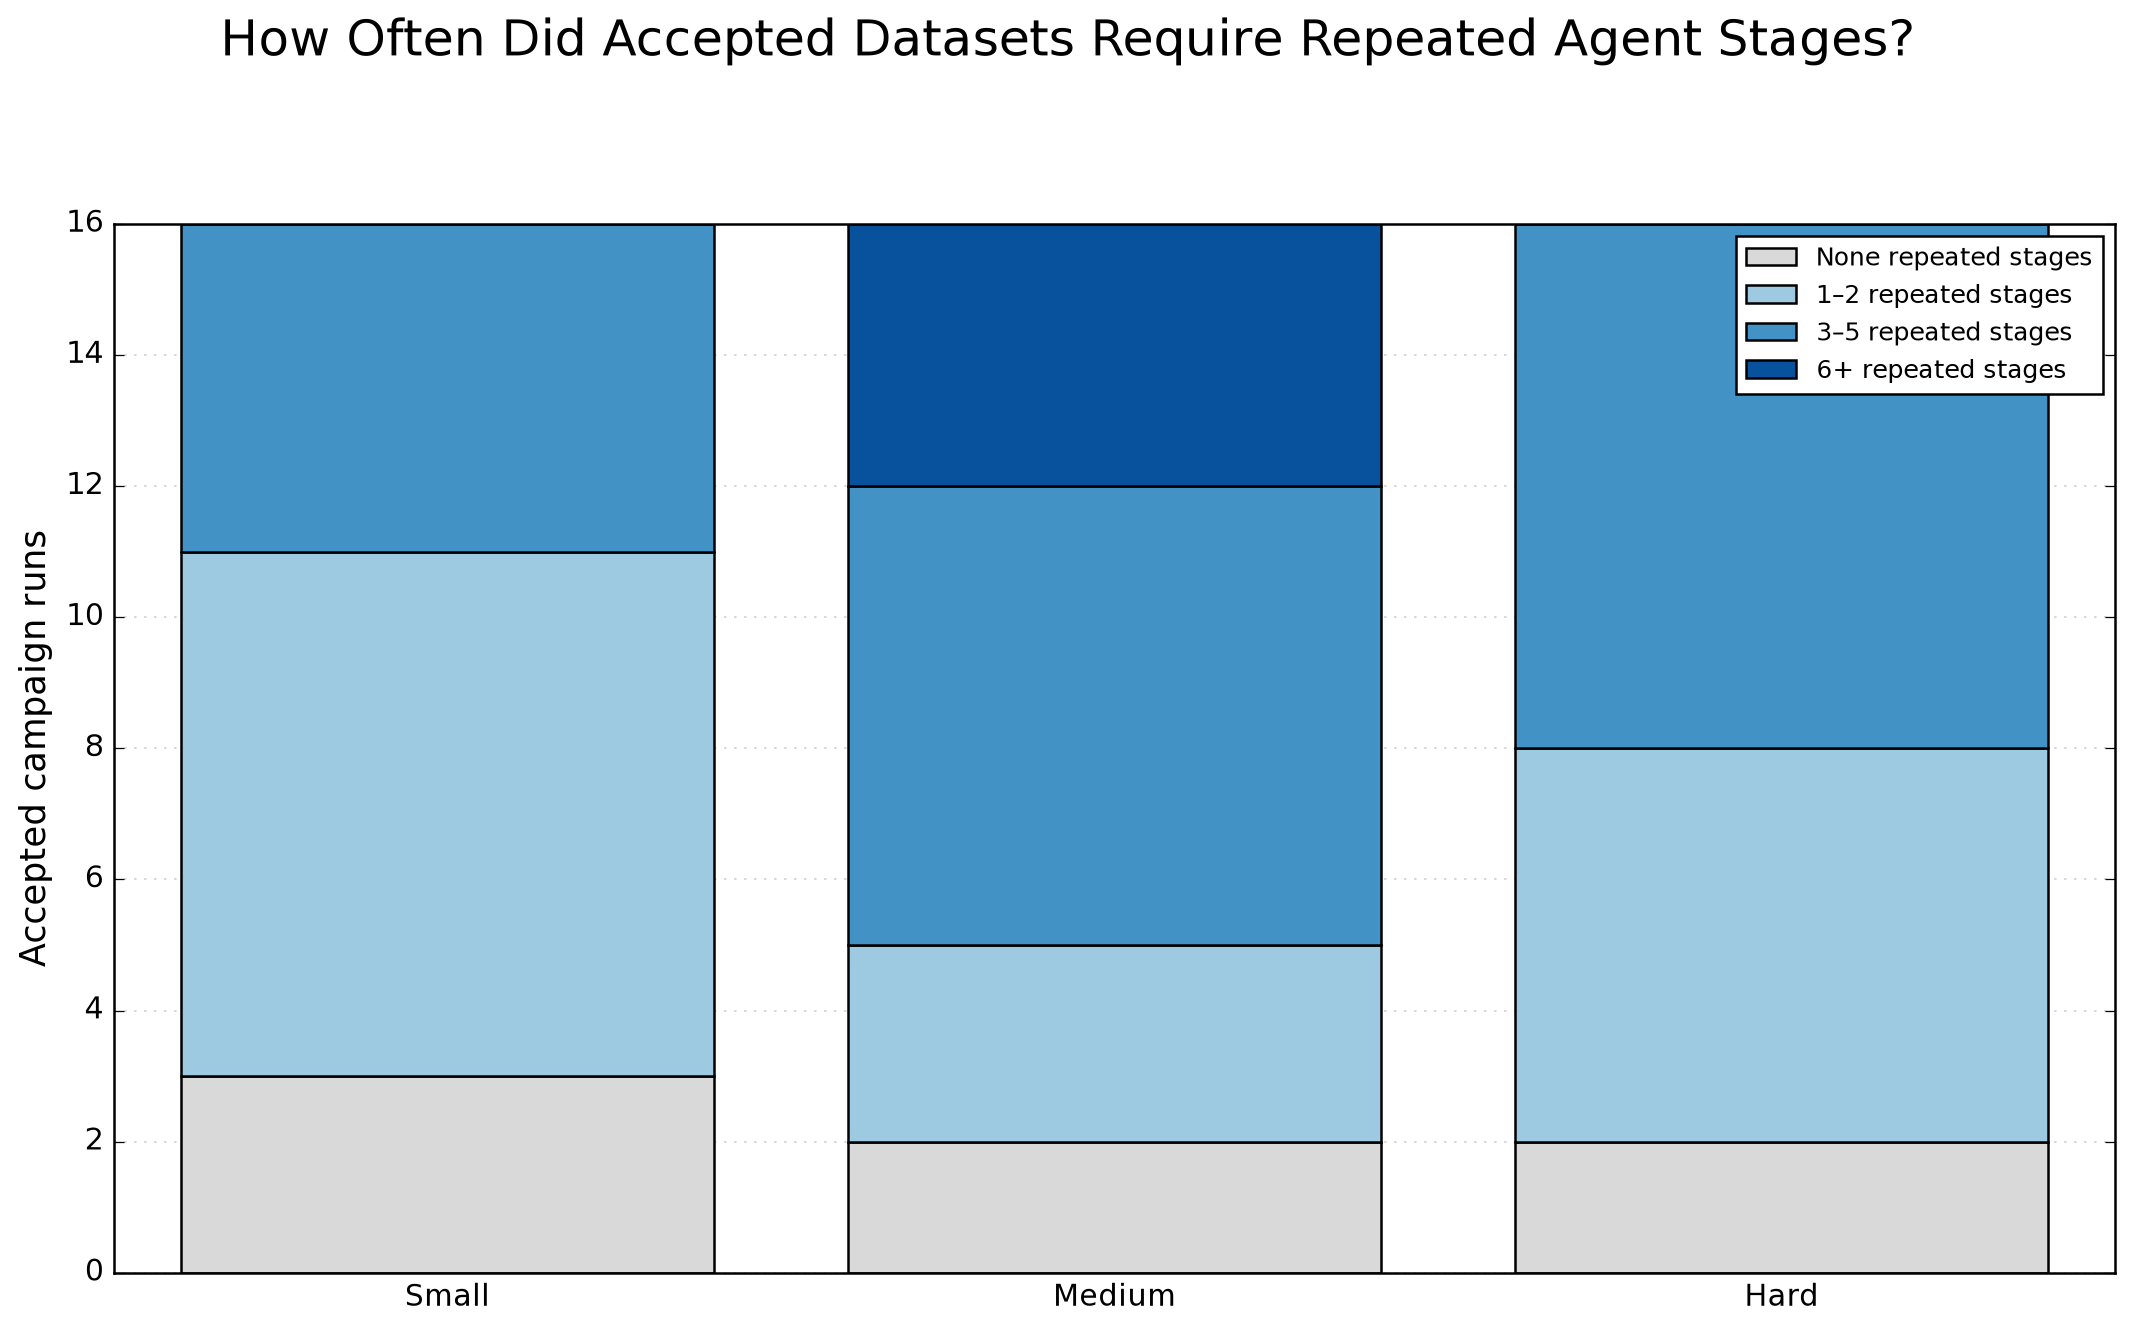 How Often Did Accepted Datasets Require Repeated Agent Stages?
Accepted campaign runs
16
14
12
10
8
6
4
2
0
None repeated stages
1–2 repeated stages
3–5 repeated stages
6+ repeated stages
Small
Medium
Hard